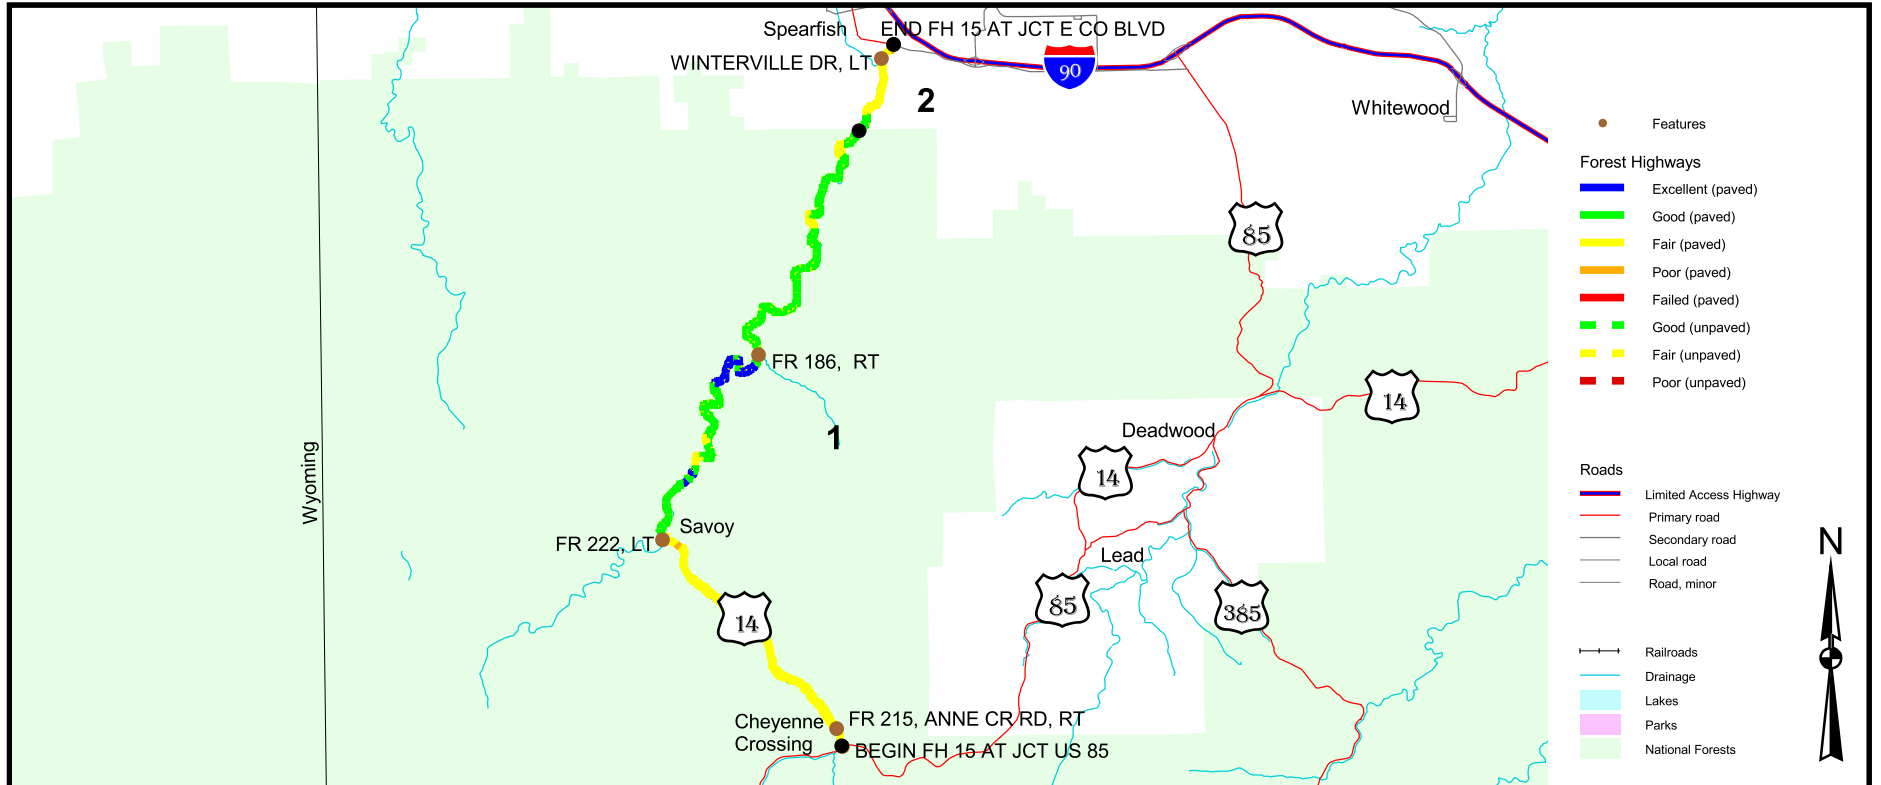 Spearfish
END FH 15 AT JCT E CO BLVD
WINTERVILLE DR, LT
90
2
Whitewood
85
FR 186, RT
14
1
Deadwood
14
Wyoming
Savoy
FR 222, LT
Lead
85
385
14
Cheyenne
Crossing
FR 215, ANNE CR RD, RT
BEGIN FH 15 AT JCT US 85
Features
Forest Highways
Excellent (paved)
Good (paved)
Fair (paved)
Poor (paved)
Failed (paved)
Good (unpaved)
Fair (unpaved)
Poor (unpaved)
Roads
Limited Access Highway
Primary road
Secondary road
Local road
Road, minor
Railroads
Drainage
Lakes
Parks
National Forests
N